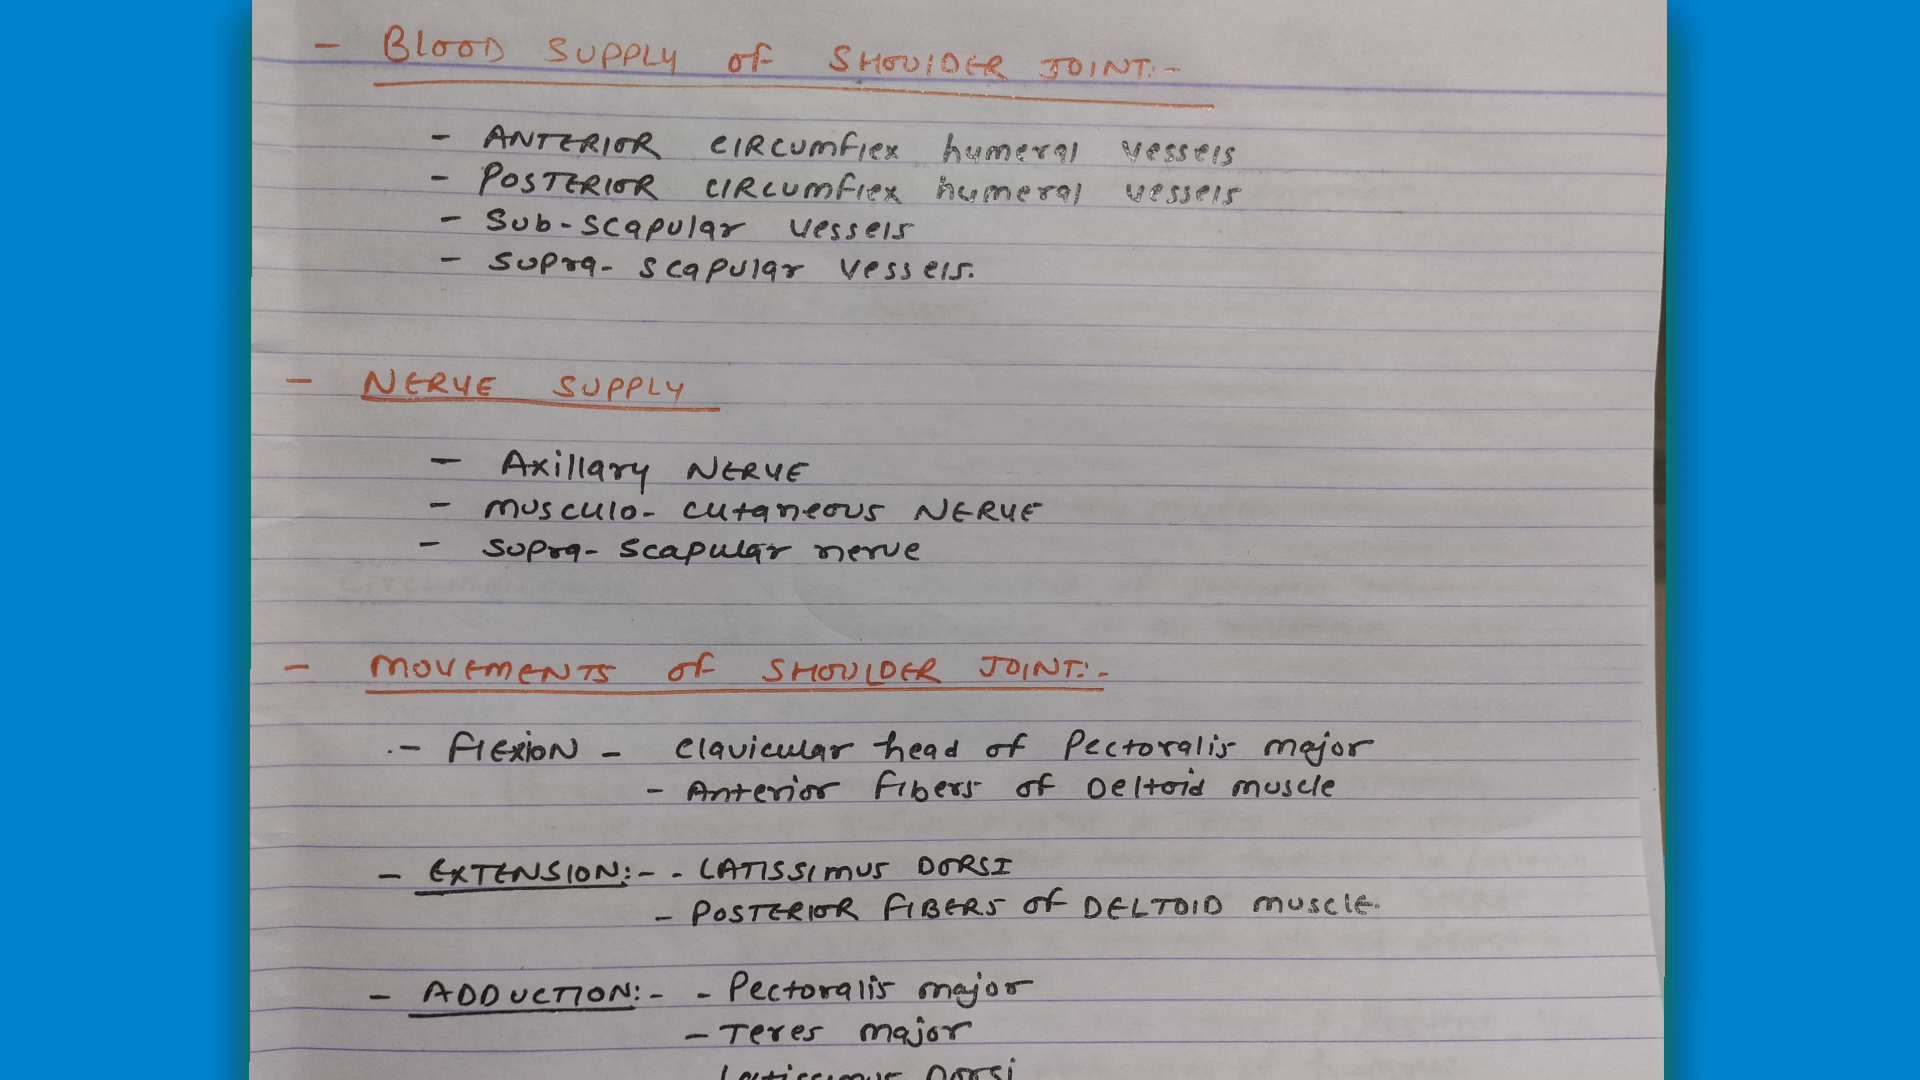 - BLOOD SUPPLY of SHOULDER JOINT:-
- ANTERIOR CIRCUMflex humeral vessels
- POSTERIOR CIRCUMflex humeral vessels
- Sub-scapular vessels
- supra-scapular vessels.
- NERVE SUPPLY
- Axillary NERVE
- musculo-cutaneous NERVE
- supra-scapular nerve
- MOVEMENTS of SHOULDER JOINT:-
- flexion - clavicular head of Pectoralis major
- Anterior fibers of Deltoid muscle
- EXTENSION:- - LATISSIMUS DORSI
- POSTERIOR FIBERS of DELTOID muscle.
- ADDUCTION:- - Pectoralis major
- Teres major
Latissimus Dorsi